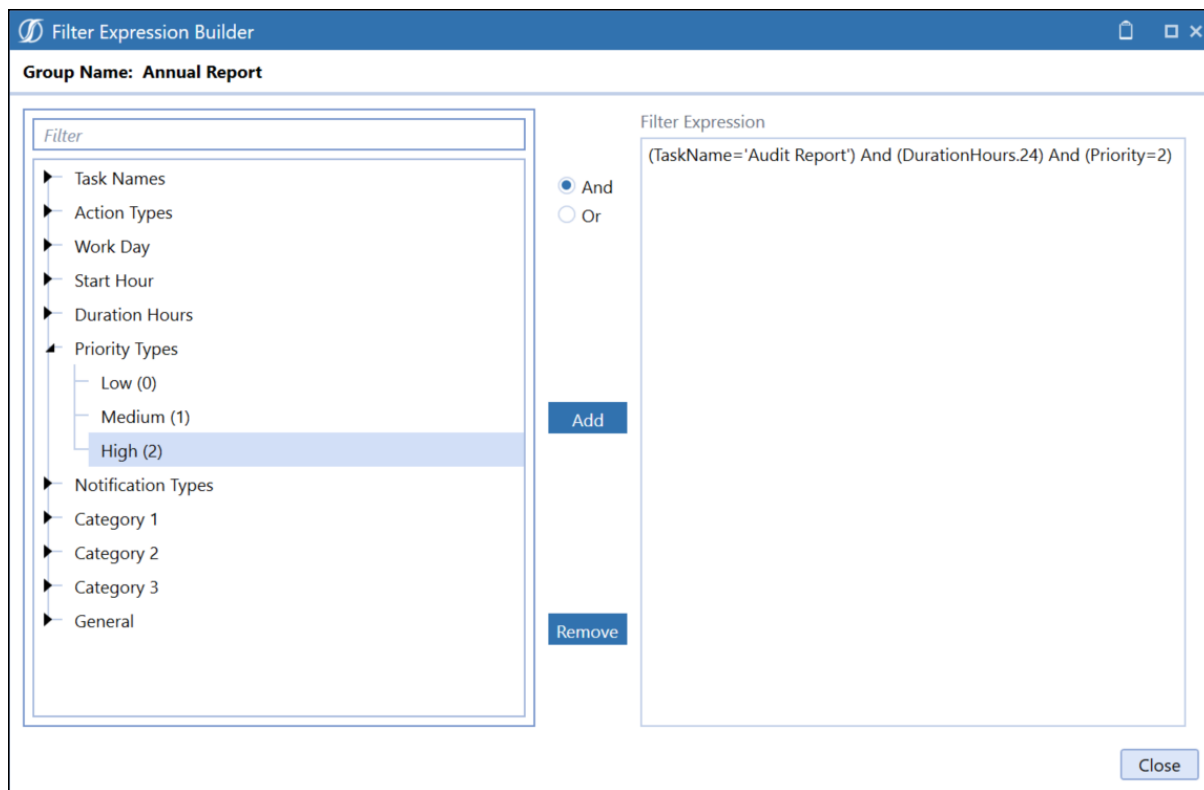 Filter Expression Builder
Group Name: Annual Report
Filter
Task Names
Action Types
Work Day
Start Hour
Duration Hours
Priority Types
Low (0)
Medium (1)
High (2)
Notification Types
Category 1
Category 2
Category 3
General
And
Or
Add
Remove
Filter Expression
(TaskName='Audit Report') And (DurationHours.24) And (Priority=2)
Close